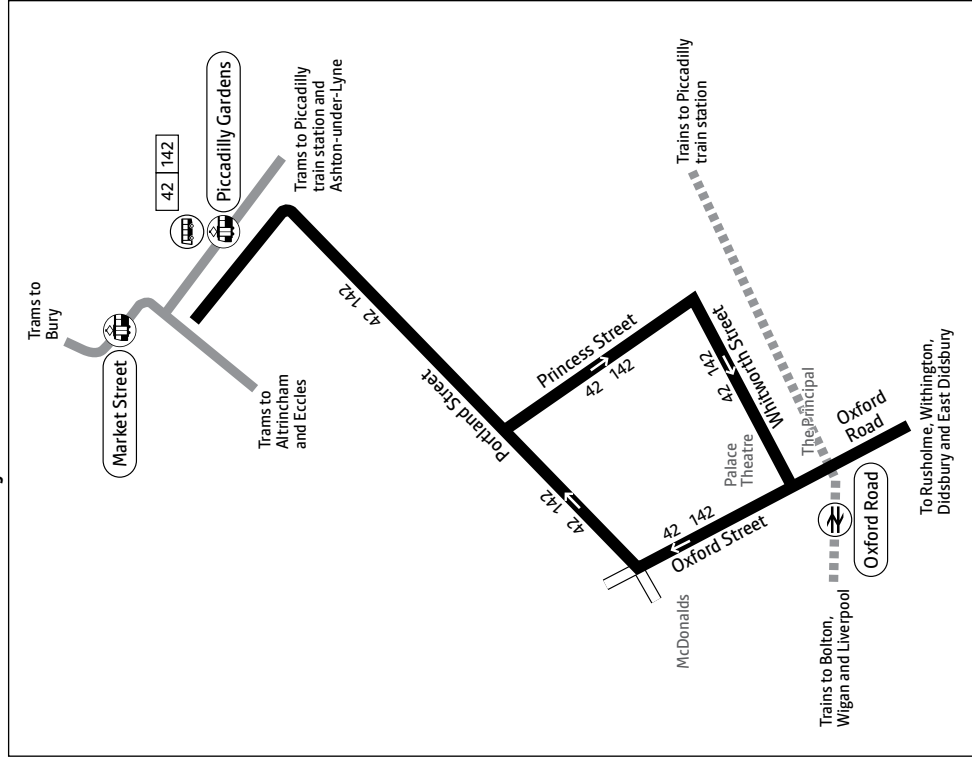 Trams to
Bury
Market Street
42 142
Piccadilly Gardens
Trams to Piccadilly
train station and
Ashton-under-Lyne
Trams to
Altrincham
and Eccles
42 142
Portland Street
Princess Street
42 142
Trains to Piccadilly
train station
42 142
Whitworth Street
Palace
Theatre
The Principal
42 142
42 142
Oxford Street
McDonalds
Oxford
Road
Oxford Road
Trains to Bolton,
Wigan and Liverpool
To Rusholme, Withington,
Didsbury and East Didsbury